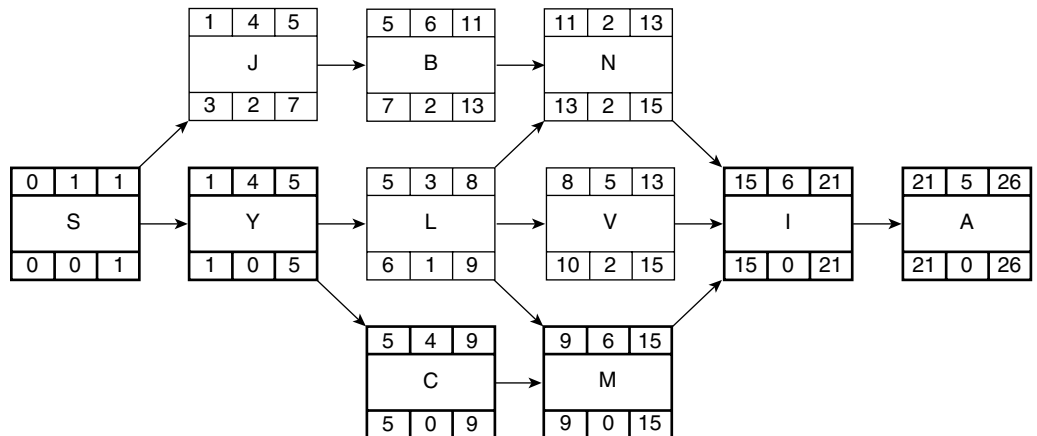 1 4 5
J
3 2 7
5 6 11
B
7 2 13
11 2 13
N
13 2 15
0 1 1
S
0 0 1
1 4 5
Y
1 0 5
5 3 8
L
6 1 9
8 5 13
V
10 2 15
15 6 21
I
15 0 21
21 5 26
A
21 0 26
5 4 9
C
5 0 9
9 6 15
M
9 0 15